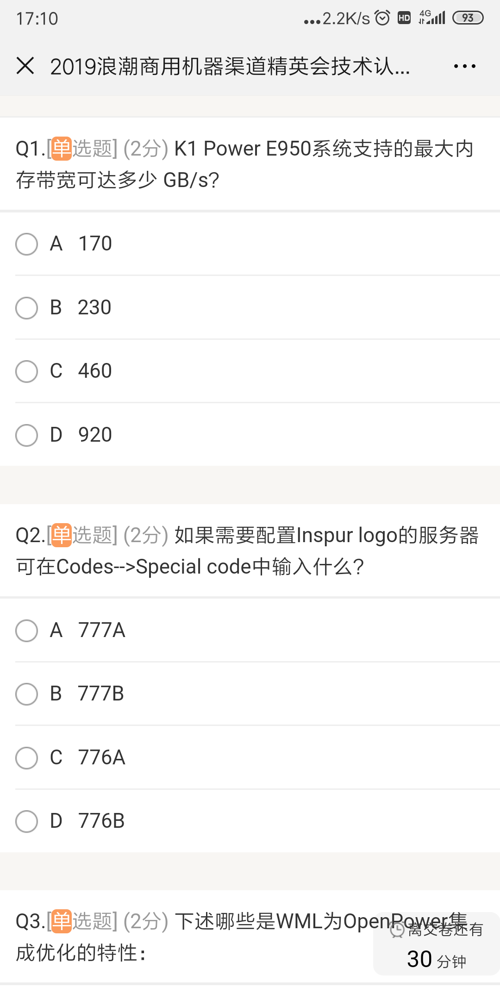 17:10
...2.2K/s HD 4G 93
2019浪潮商用机器渠道精英会技术认...
Q1.[单选题] (2分) K1 Power E950系统支持的最大内
存带宽可达多少 GB/s?
A 170
B 230
C 460
D 920
Q2.[单选题] (2分) 如果需要配置Inspur logo的服务器
可在Codes-->Special code中输入什么?
A 777A
B 777B
C 776A
D 776B
Q3.[单选题] (2分) 下述哪些是WML为OpenPower集
成优化的特性:
离交卷还有
30 分钟